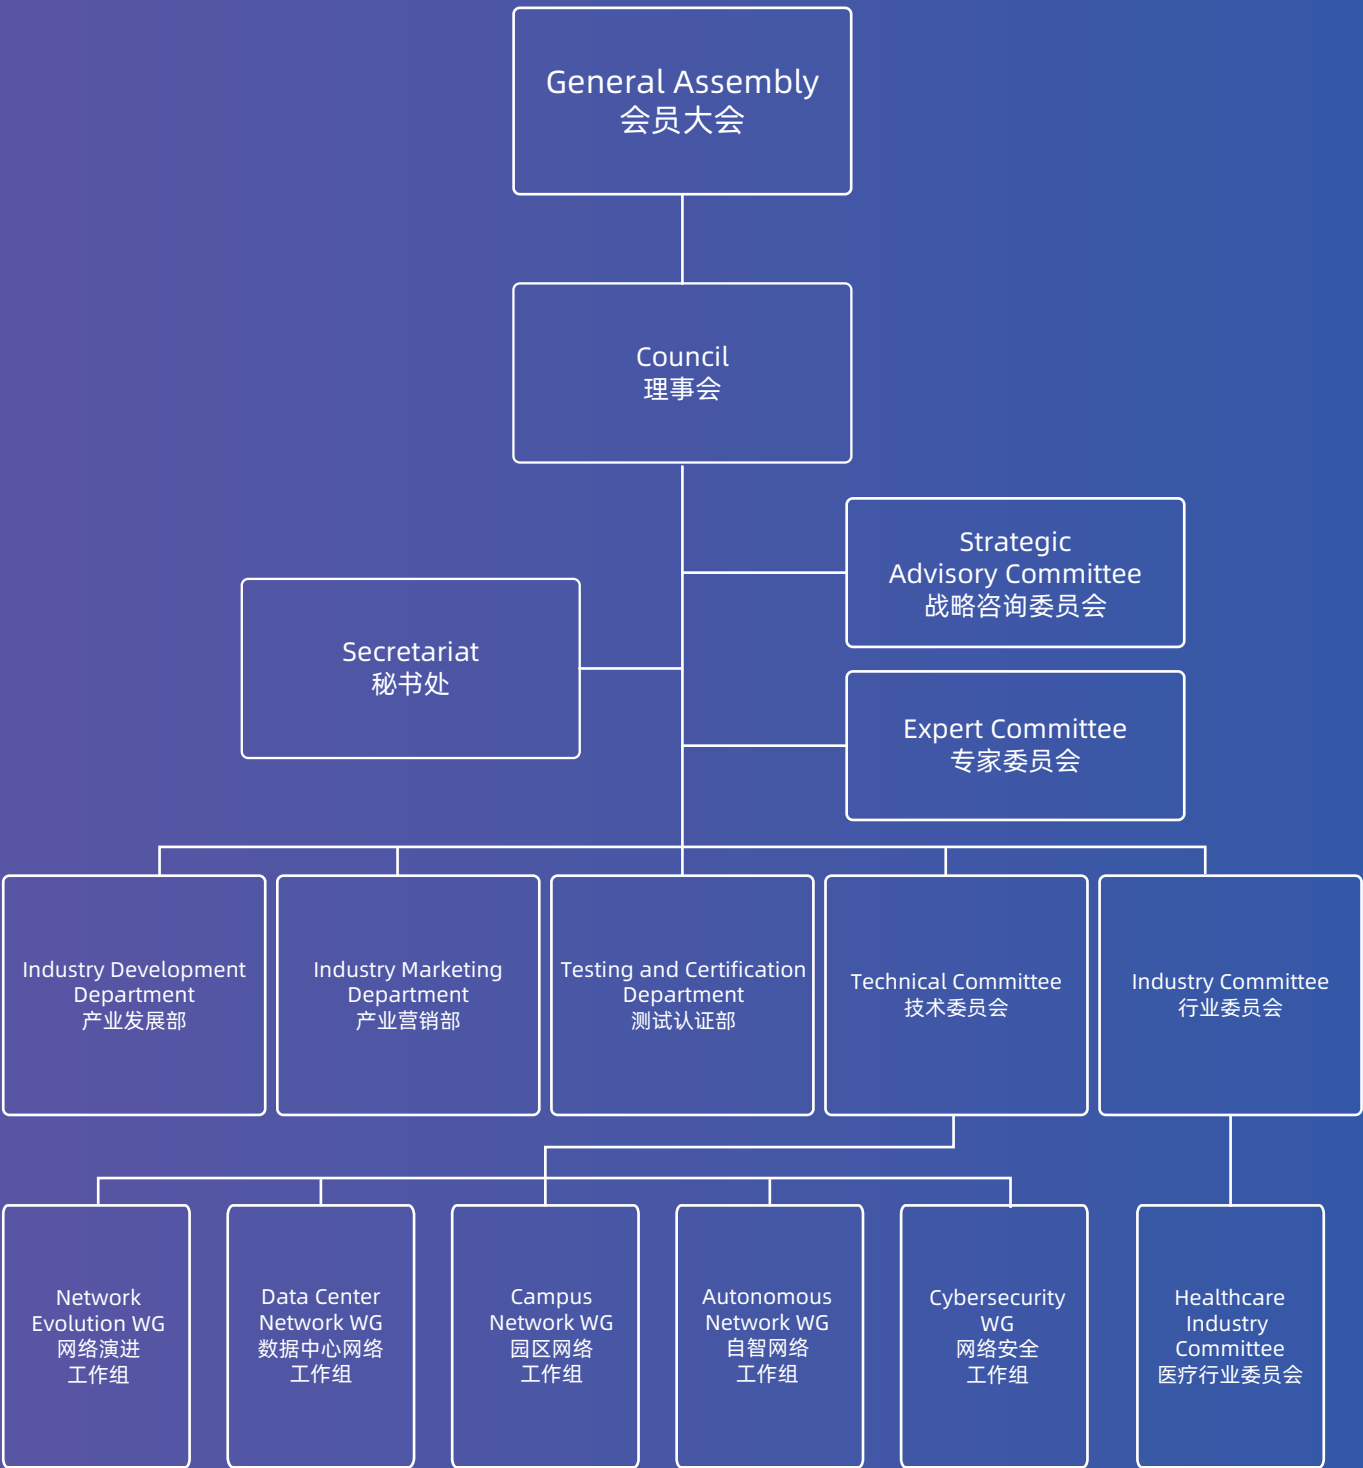 General Assembly
会员大会
Council
理事会
Strategic
Advisory Committee
战略咨询委员会
Secretariat
秘书处
Expert Committee
专家委员会
Industry Development
Department
产业发展部
Industry Marketing
Department
产业营销部
Testing and Certification
Department
测试认证部
Technical Committee
技术委员会
Industry Committee
行业委员会
Network
Evolution WG
网络演进
工作组
Data Center
Network WG
数据中心网络
工作组
Campus
Network WG
园区网络
工作组
Autonomous
Network WG
自智网络
工作组
Cybersecurity
WG
网络安全
工作组
Healthcare
Industry
Committee
医疗行业委员会